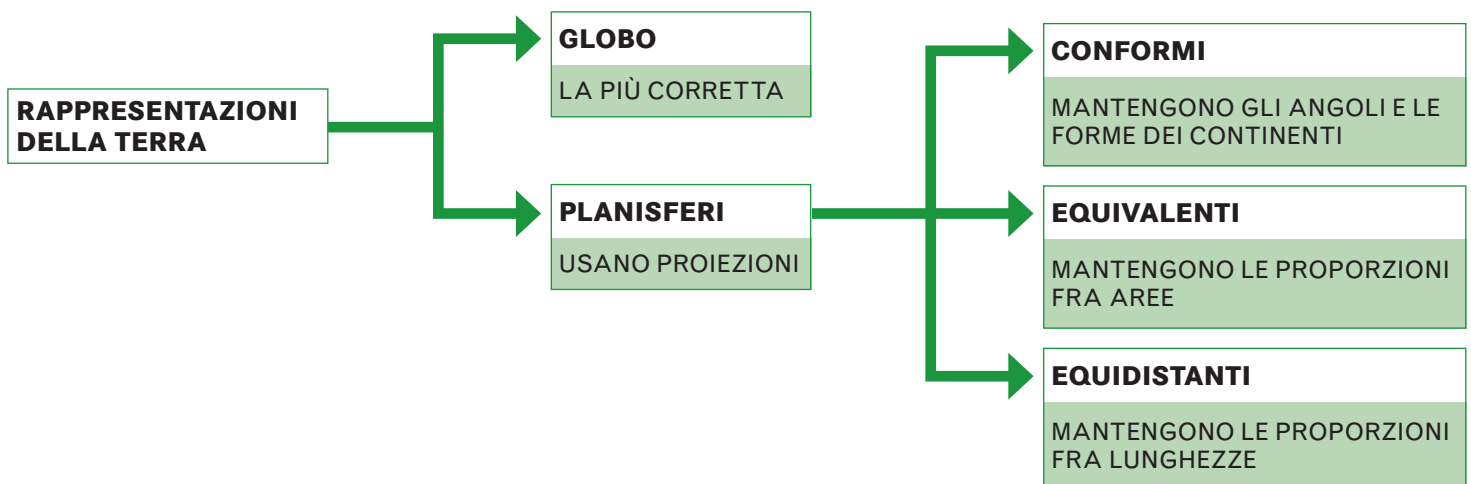 RAPPRESENTAZIONI
DELLA TERRA
GLOBO
LA PIÙ CORRETTA
PLANISFERI
USANO PROIEZIONI
CONFORMI
MANTENGONO GLI ANGOLI E LE
FORME DEI CONTINENTI
EQUIVALENTI
MANTENGONO LE PROPORZIONI
FRA AREE
EQUIDISTANTI
MANTENGONO LE PROPORZIONI
FRA LUNGHEZZE